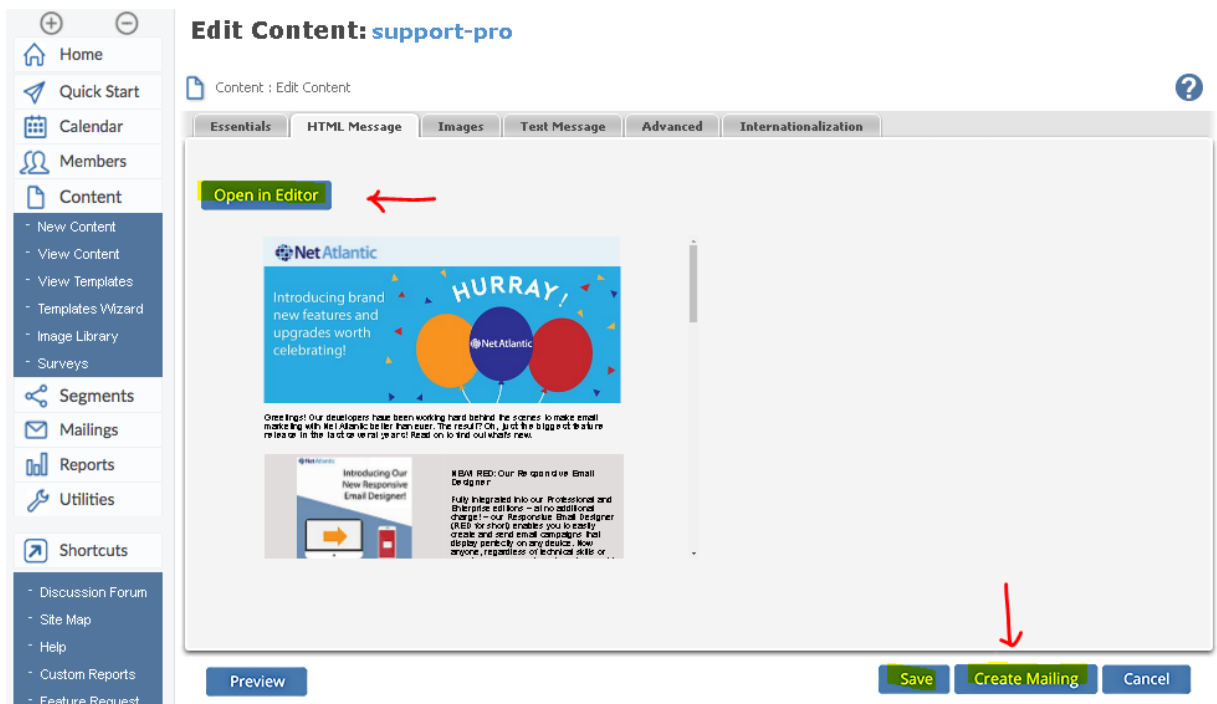 Edit Content: support-pro
Home
Quick Start
Calendar
Members
Content
- New Content
- View Content
- View Templates
- Templates Wizard
- Image Library
- Surveys
Segments
Mailings
Reports
Utilities
Shortcuts
- Discussion Forum
- Site Map
- Help
- Custom Reports
- Feature Request
Content : Edit Content
Essentials HTML Message Images Text Message Advanced Internationalization
Open in Editor
Net Atlantic
Introducing brand
new features and
upgrades worth
celebrating!
HURRAY!
NetAtlantic
Greetings! Our developers have been working hard behind the scenes to make email
marketing with Net Atlantic better than ever. The result? Oh, just the biggest feature
release in the last several years! Read on to find out what's new.
NetAtlantic
Introducing Our
New Responsive
Email Designer!
NEW! RED: Our Responsive Email
Designer
Fully integrated into our Professional and
Enterprise editions – at no additional
charge! – our Responsive Email Designer
(RED for short) enables you to easily
create and send email campaigns that
display perfectly on any device. Now
anyone, regardless of technical skills or
Preview
Save Create Mailing Cancel